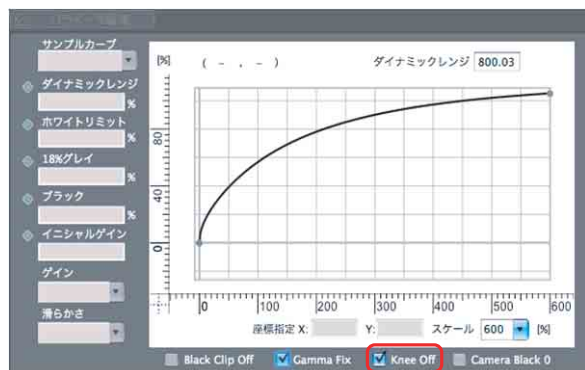 サンプルカーブ
ダイナミックレンジ
%
ホワイトリミット
%
18%グレイ
%
ブラック
%
イニシャルゲイン
ゲイン
滑らかさ
[%]
( - , - )
ダイナミックレンジ 800.03
80
40
0
0 100 200 300 400 500 600
座標指定 X: Y: スケール 600 [%]
Black Clip Off Gamma Fix Knee Off Camera Black 0